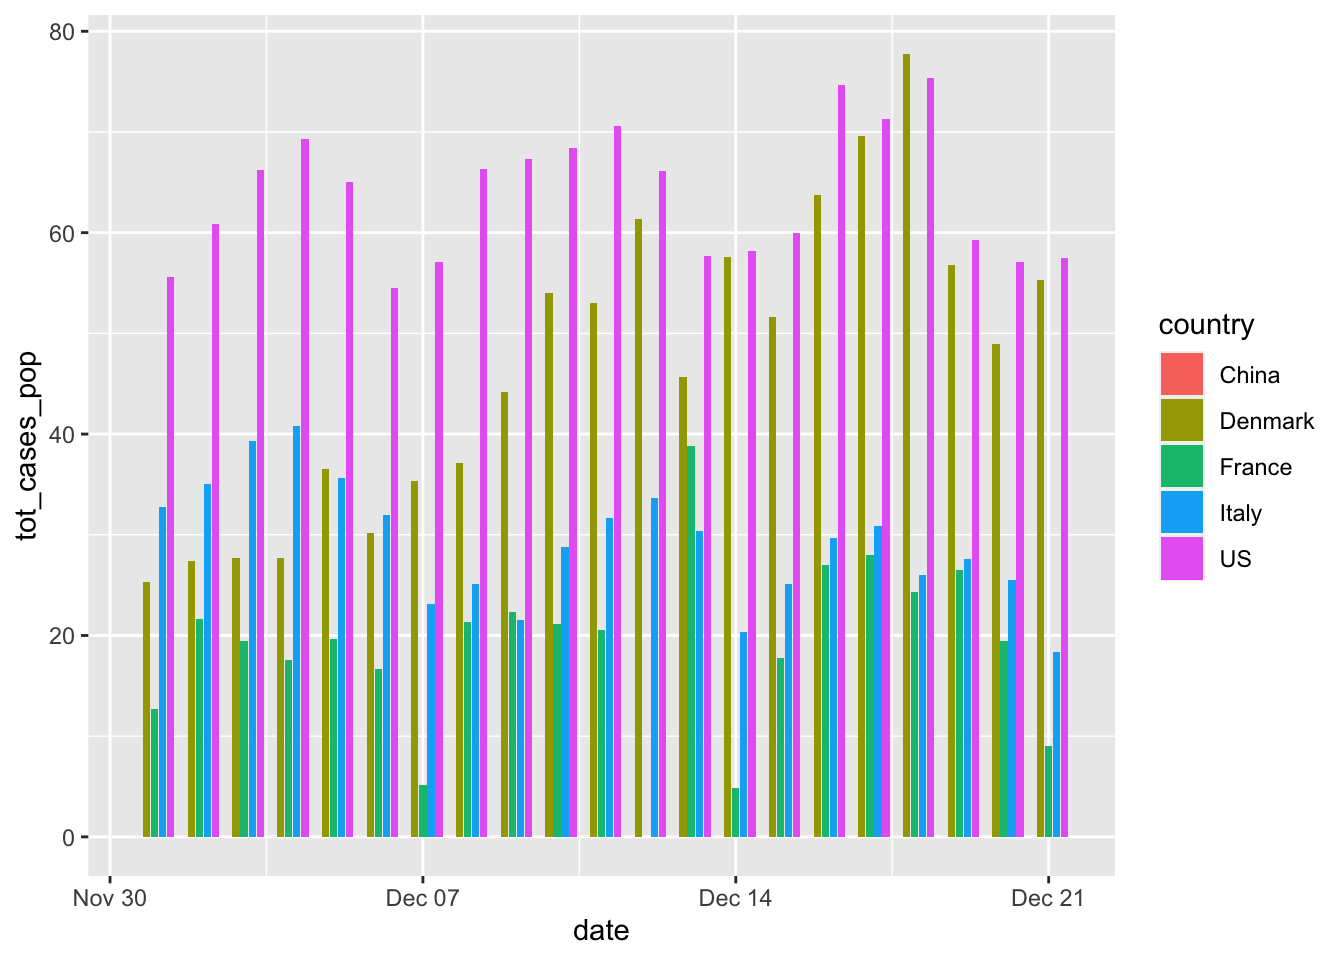 80
60
40
20
0
tot_cases_pop
Nov 30
Dec 07
Dec 14
Dec 21
date
country
China
Denmark
France
Italy
US